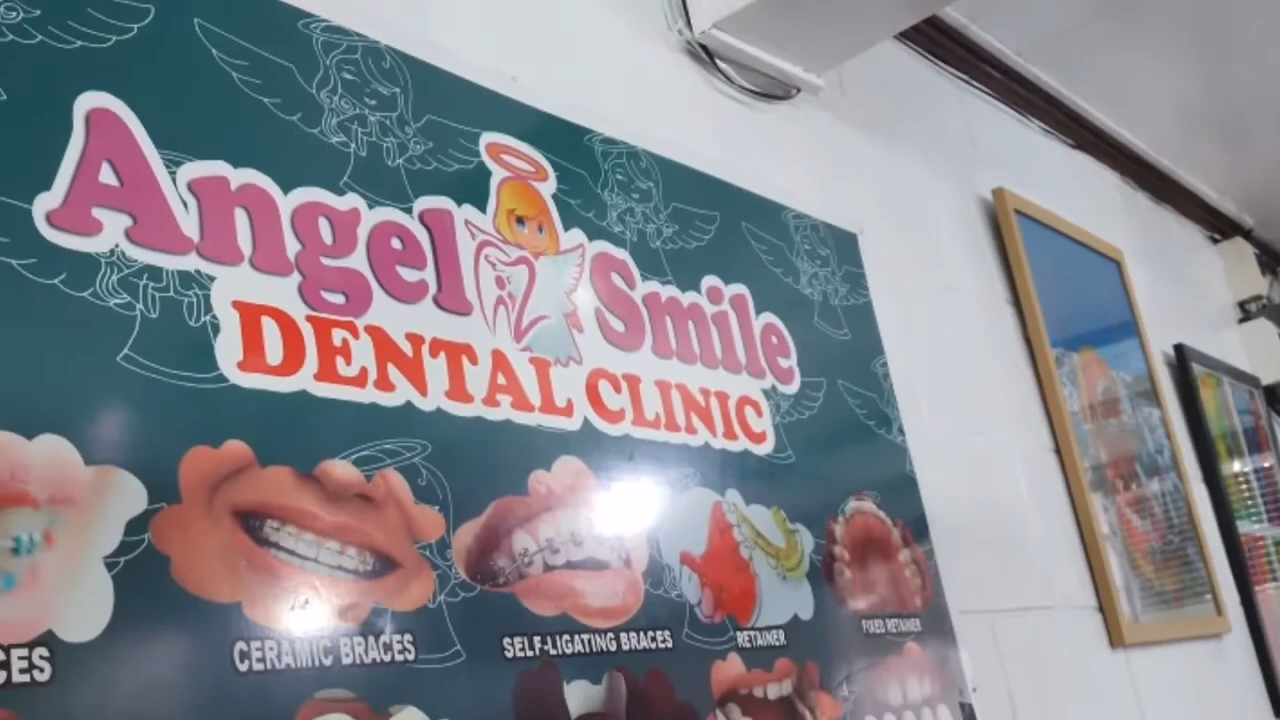 Angel Smile
DENTAL CLINIC
CES
CERAMIC BRACES
SELF-LIGATING BRACES
RETAINER
FIXED RETAINER